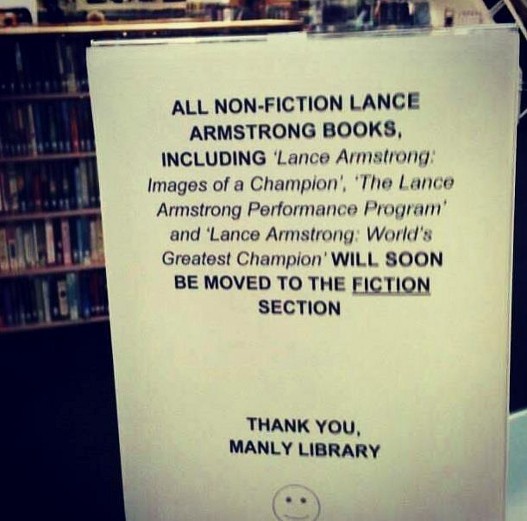 ALL NON-FICTION LANCE
ARMSTRONG BOOKS,
INCLUDING ‘Lance Armstrong:
Images of a Champion’, ‘The Lance
Armstrong Performance Program’
and ‘Lance Armstrong: World’s
Greatest Champion’ WILL SOON
BE MOVED TO THE FICTION
SECTION
THANK YOU,
MANLY LIBRARY